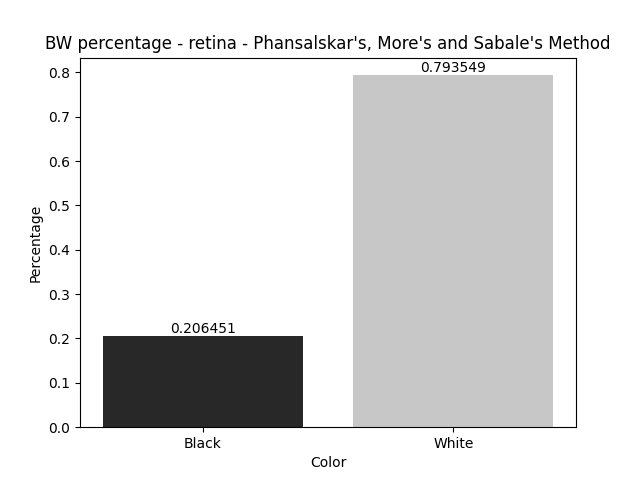 BW percentage - retina - Phansalskar's, More's and Sabale's Method
0.8
0.7
0.6
0.5
0.4
0.3
0.2
0.1
0.0
Percentage
0.206451
0.793549
Black
White
Color